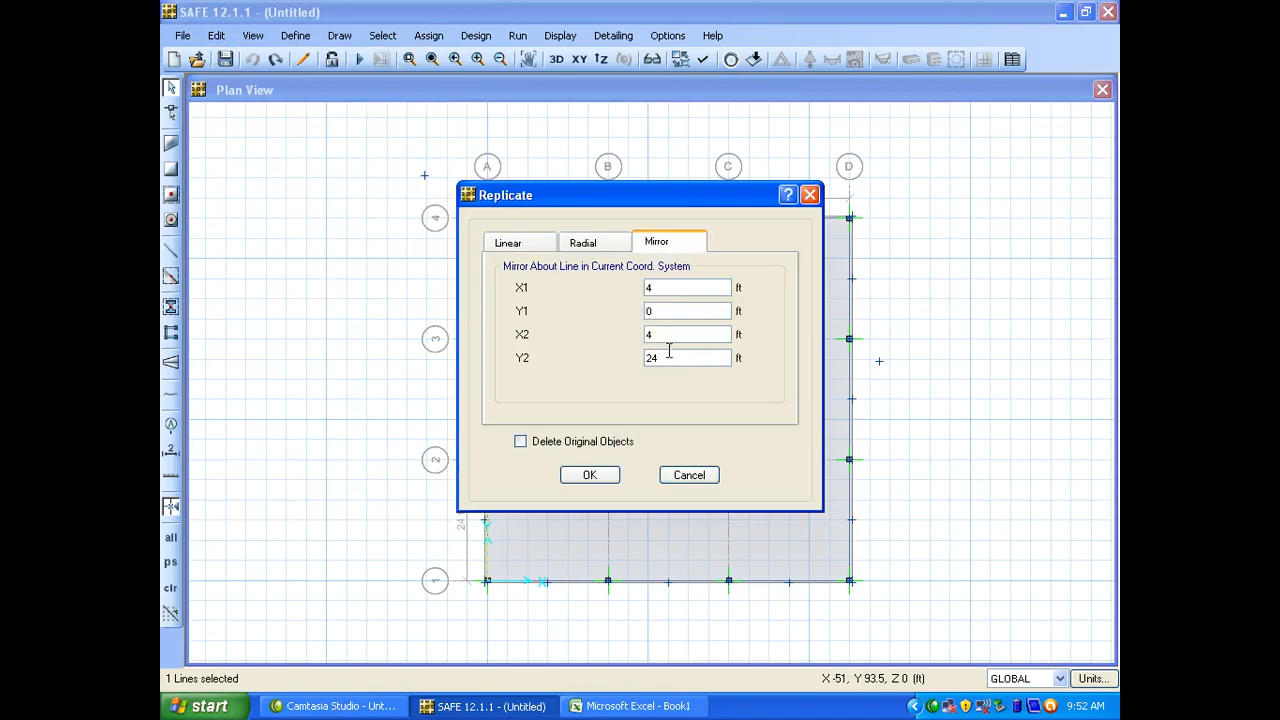 SAFE 12.1.1 - (Untitled)
File Edit View Define Draw Select Assign Design Run Display Detailing Options Help
3D XY
Plan View
A B C D
4
3
2
1
24
Replicate
Linear Radial Mirror
Mirror About Line in Current Coord. System
X1 4 ft
Y1 0 ft
X2 4 ft
Y2 24 ft
Delete Original Objects
OK Cancel
X
Y
all
ps
clr
1 Lines selected X -51, Y 93.5, Z 0 (ft) GLOBAL Units...
start Camtasia Studio - Unt... SAFE 12.1.1 - (Untitled) Microsoft Excel - Book1 9:52 AM